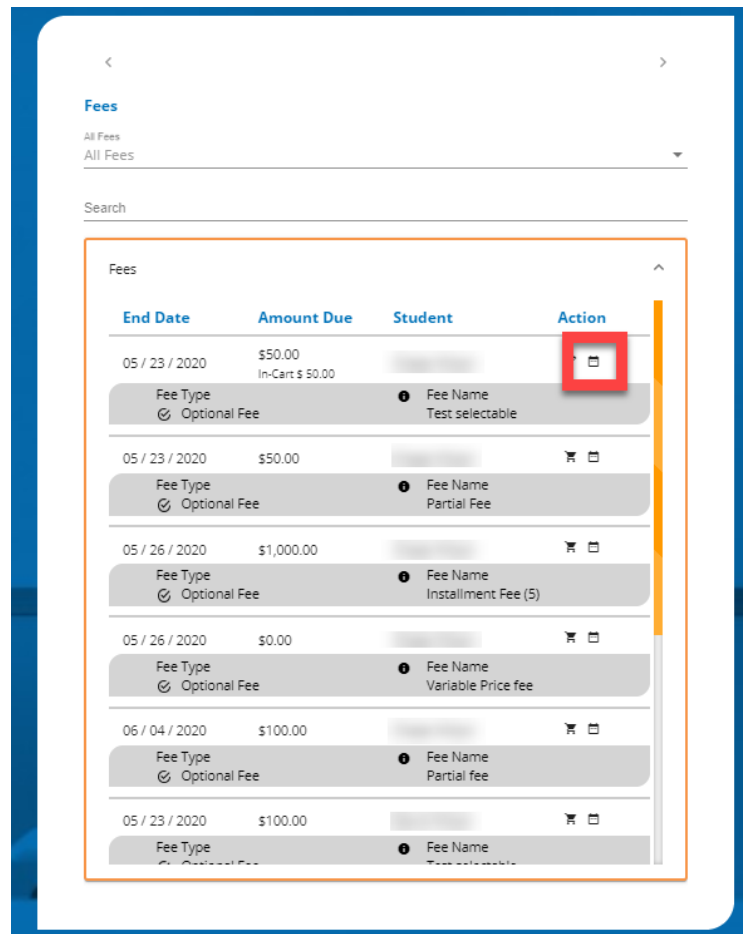 Fees
All Fees
All Fees
Search
Fees
End Date Amount Due Student Action
05 / 23 / 2020 $50.00
In-Cart $ 50.00
Fee Type Fee Name
Optional Fee Test selectable
05 / 23 / 2020 $50.00
Fee Type Fee Name
Optional Fee Partial Fee
05 / 26 / 2020 $1,000.00
Fee Type Fee Name
Optional Fee Installment Fee (5)
05 / 26 / 2020 $0.00
Fee Type Fee Name
Optional Fee Variable Price fee
06 / 04 / 2020 $100.00
Fee Type Fee Name
Optional Fee Partial fee
05 / 23 / 2020 $100.00
Fee Type Fee Name